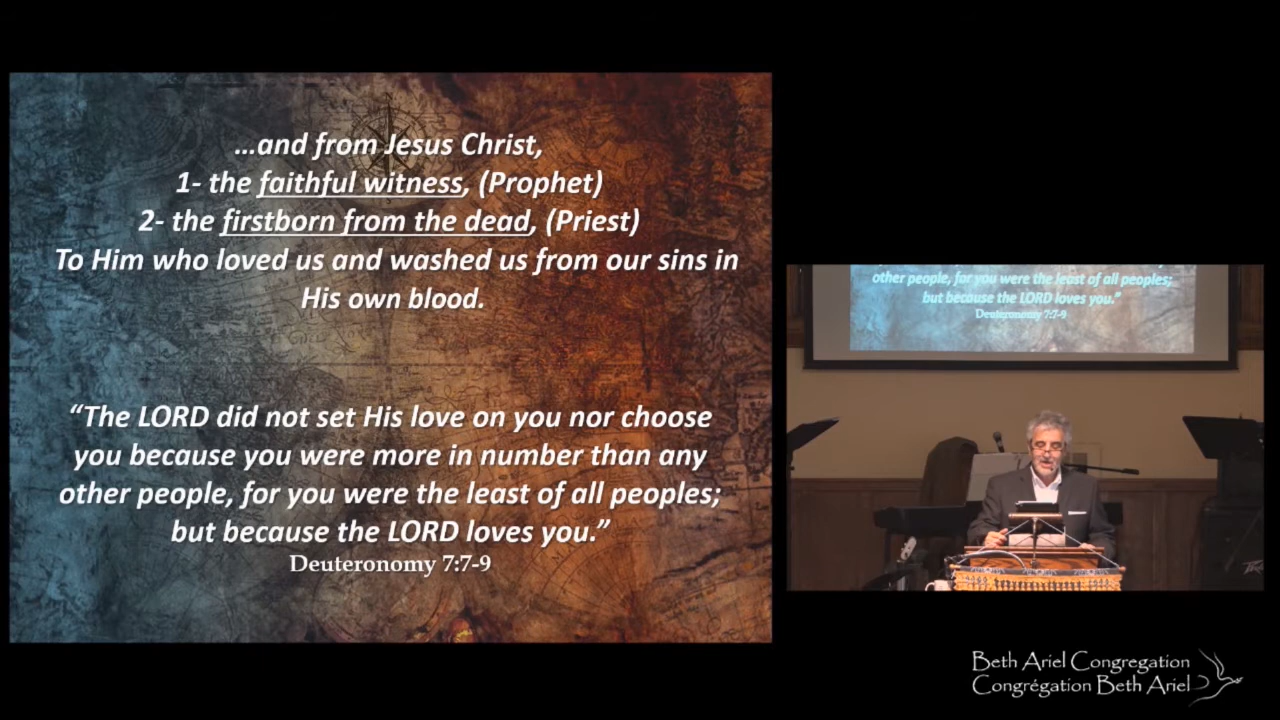 …and from Jesus Christ,
1- the faithful witness, (Prophet)
2- the firstborn from the dead, (Priest)
To Him who loved us and washed us from our sins in
His own blood.
“The LORD did not set His love on you nor choose
you because you were more in number than any
other people, for you were the least of all peoples;
but because the LORD loves you.”
Deuteronomy 7:7-9
other people, for you were the least of all peoples;
but because the LORD loves you.”
Deuteronomy 7:7-9
Beth Ariel Congregation
Congrégation Beth Ariel